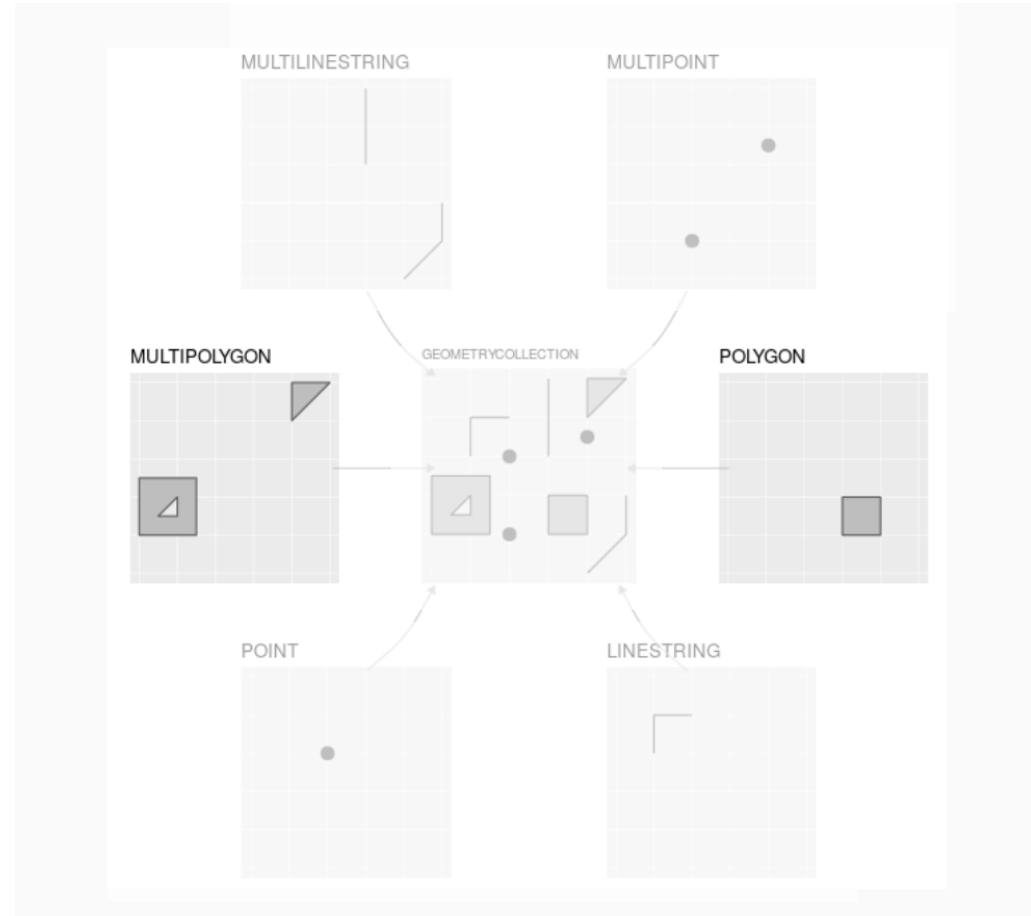 MULTILINESTRING
MULTIPOINT
MULTIPOLYGON
GEOMETRYCOLLECTION
POLYGON
POINT
LINESTRING